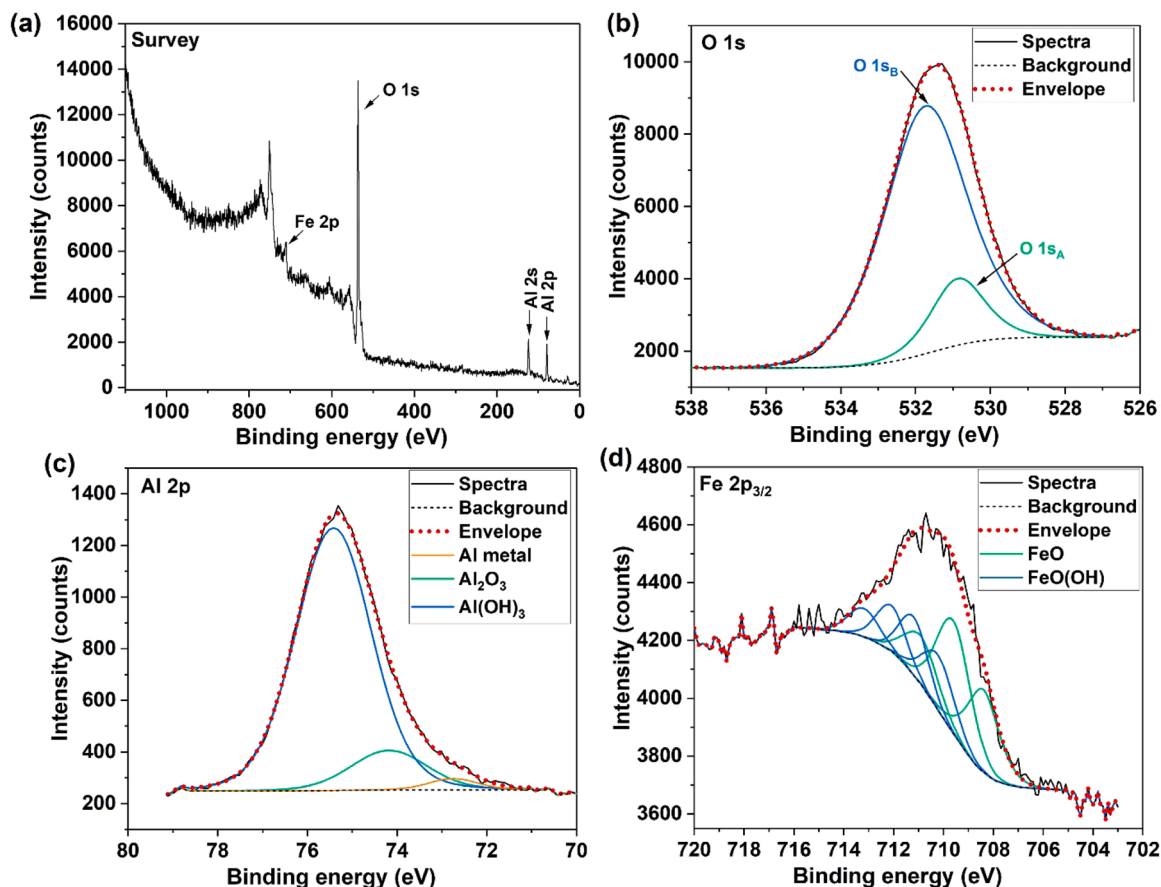 (a)
Survey
O 1s
Fe 2p
Al 2s
Al 2p
Intensity (counts)
16000
14000
12000
10000
8000
6000
4000
2000
0
1000 800 600 400 200 0
Binding energy (eV)
(b)
O 1s
Spectra
Background
Envelope
O 1sB
O 1sA
Intensity (counts)
10000
8000
6000
4000
2000
538 536 534 532 530 528 526
Binding energy (eV)
(c)
Al 2p
Spectra
Background
Envelope
Al metal
Al2O3
Al(OH)3
Intensity (counts)
1400
1200
1000
800
600
400
200
80 78 76 74 72 70
Binding energy (eV)
(d)
Fe 2p3/2
Spectra
Background
Envelope
FeO
FeO(OH)
Intensity (counts)
4800
4600
4400
4200
4000
3800
3600
720 718 716 714 712 710 708 706 704 702
Binding energy (eV)